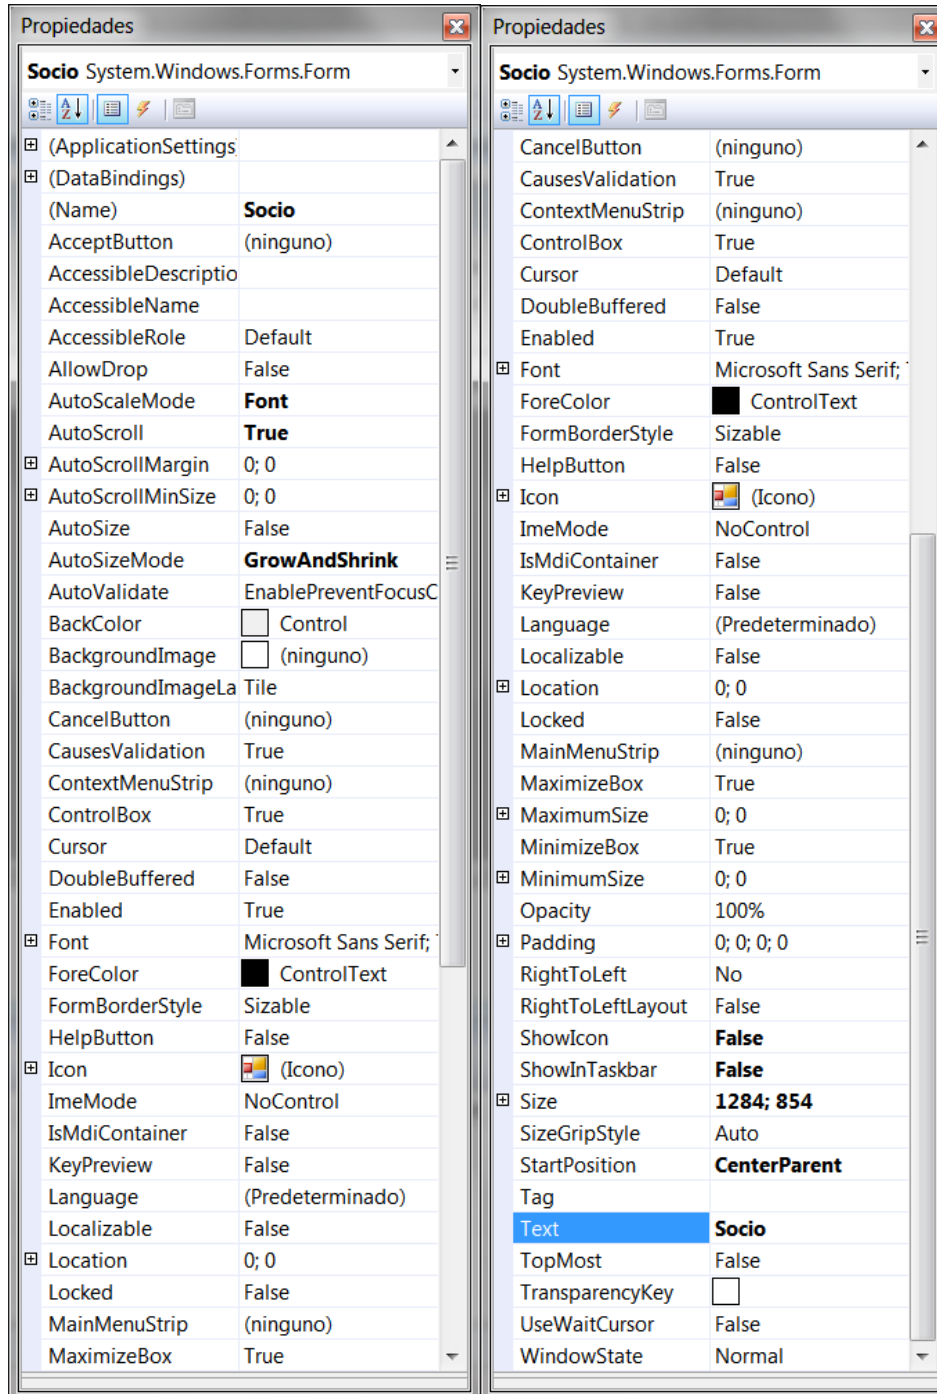 Propiedades
Socio System.Windows.Forms.Form
(ApplicationSettings
(DataBindings)
(Name) Socio
AcceptButton (ninguno)
AccessibleDescriptio
AccessibleName
AccessibleRole Default
AllowDrop False
AutoScaleMode Font
AutoScroll True
AutoScrollMargin 0; 0
AutoScrollMinSize 0; 0
AutoSize False
AutoSizeMode GrowAndShrink
AutoValidate EnablePreventFocusC
BackColor Control
BackgroundImage (ninguno)
BackgroundImageLa Tile
CancelButton (ninguno)
CausesValidation True
ContextMenuStrip (ninguno)
ControlBox True
Cursor Default
DoubleBuffered False
Enabled True
Font Microsoft Sans Serif;
ForeColor ControlText
FormBorderStyle Sizable
HelpButton False
Icon (Icono)
ImeMode NoControl
IsMdiContainer False
KeyPreview False
Language (Predeterminado)
Localizable False
Location 0; 0
Locked False
MainMenuStrip (ninguno)
MaximizeBox True
Propiedades
Socio System.Windows.Forms.Form
CancelButton (ninguno)
CausesValidation True
ContextMenuStrip (ninguno)
ControlBox True
Cursor Default
DoubleBuffered False
Enabled True
Font Microsoft Sans Serif;
ForeColor ControlText
FormBorderStyle Sizable
HelpButton False
Icon (Icono)
ImeMode NoControl
IsMdiContainer False
KeyPreview False
Language (Predeterminado)
Localizable False
Location 0; 0
Locked False
MainMenuStrip (ninguno)
MaximizeBox True
MaximumSize 0; 0
MinimizeBox True
MinimumSize 0; 0
Opacity 100%
Padding 0; 0; 0; 0
RightToLeft No
RightToLeftLayout False
ShowIcon False
ShowInTaskbar False
Size 1284; 854
SizeGripStyle Auto
StartPosition CenterParent
Tag
Text Socio
TopMost False
TransparencyKey
UseWaitCursor False
WindowState Normal